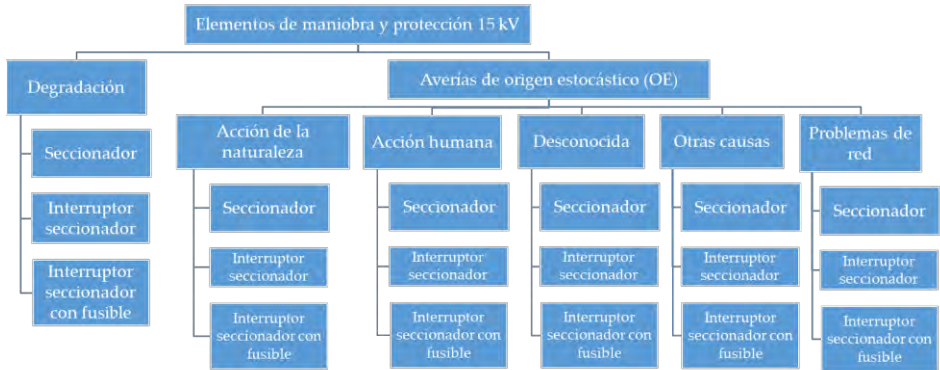 Elementos de maniobra y protección 15 kV
Degradación
Seccionador
Interruptor
seccionador
Interruptor
seccionador
con fusible
Averías de origen estocástico (OE)
Acción de la
naturaleza
Seccionador
Interruptor
seccionador
Interruptor
seccionador con
fusible
Acción humana
Seccionador
Interruptor
seccionador
Interruptor
seccionador con
fusible
Desconocida
Seccionador
Interruptor
seccionador
Interruptor
seccionador con
fusible
Otras causas
Seccionador
Interruptor
seccionador
Interruptor
seccionador con
fusible
Problemas de
red
Seccionador
Interruptor
seccionador
Interruptor
seccionador con
fusible